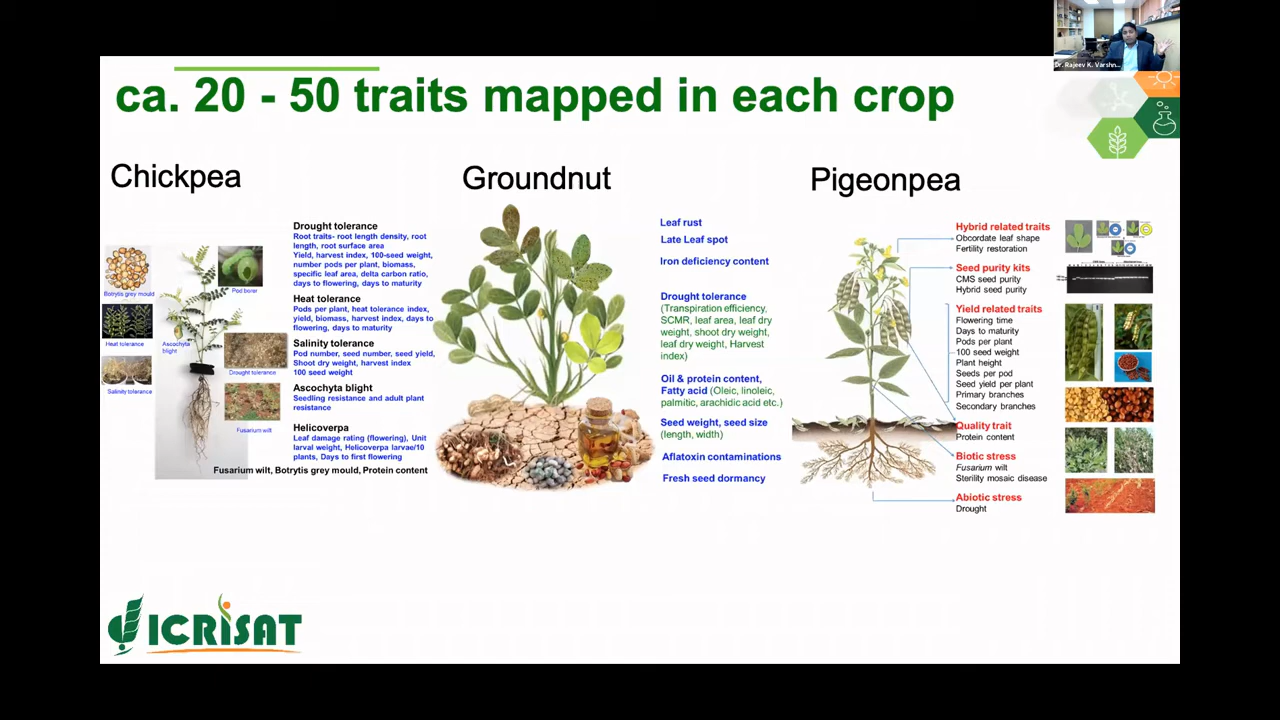 Dr. Rajeev K. Varshn...
ca. 20 - 50 traits mapped in each crop
Chickpea
Botrytis grey mould
Pod borer
Heat tolerance
Ascochyta
blight
Drought tolerance
Salinity tolerance
Fusarium wilt
Drought tolerance
Root traits- root length density, root
length, root surface area
Yield, harvest index, 100-seed weight,
number pods per plant, biomass,
specific leaf area, delta carbon ratio,
days to flowering, days to maturity
Heat tolerance
Pods per plant, heat tolerance index,
yield, biomass, harvest index, days to
flowering, days to maturity
Salinity tolerance
Pod number, seed number, seed yield,
Shoot dry weight, harvest index
100 seed weight
Ascochyta blight
Seedling resistance and adult plant
resistance
Helicoverpa
Leaf damage rating (flowering), Unit
larval weight, Helicoverpa larvae/10
plants, Days to first flowering
Fusarium wilt, Botrytis grey mould, Protein content
Groundnut
Leaf rust
Late Leaf spot
Iron deficiency content
Drought tolerance
(Transpiration efficiency,
SCMR, leaf area, leaf dry
weight, shoot dry weight,
leaf dry weight, Harvest
index)
Oil & protein content,
Fatty acid (Oleic, linoleic,
palmitic, arachidic acid etc.)
Seed weight, seed size
(length, width)
Aflatoxin contaminations
Fresh seed dormancy
Pigeonpea
Hybrid related traits
Obcordate leaf shape
Fertility restoration
Seed purity kits
CMS seed purity
Hybrid seed purity
Yield related traits
Flowering time
Days to maturity
Pods per plant
100 seed weight
Plant height
Seeds per pod
Seed yield per plant
Primary branches
Secondary branches
Quality trait
Protein content
Biotic stress
Fusarium wilt
Sterility mosaic disease
Abiotic stress
Drought
ICRISAT